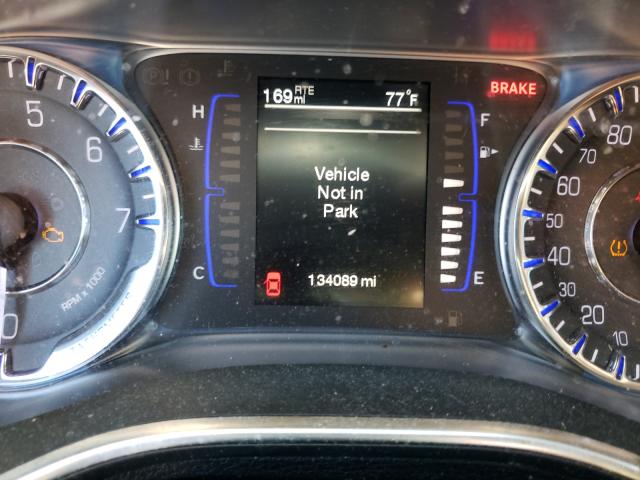 BRAKE
169 RTE mi 77°F
H F
5
6
7
0
RPM x 1000
Vehicle
Not in
Park
C E
134089 mi
80
70
60
50
40
30
20
10